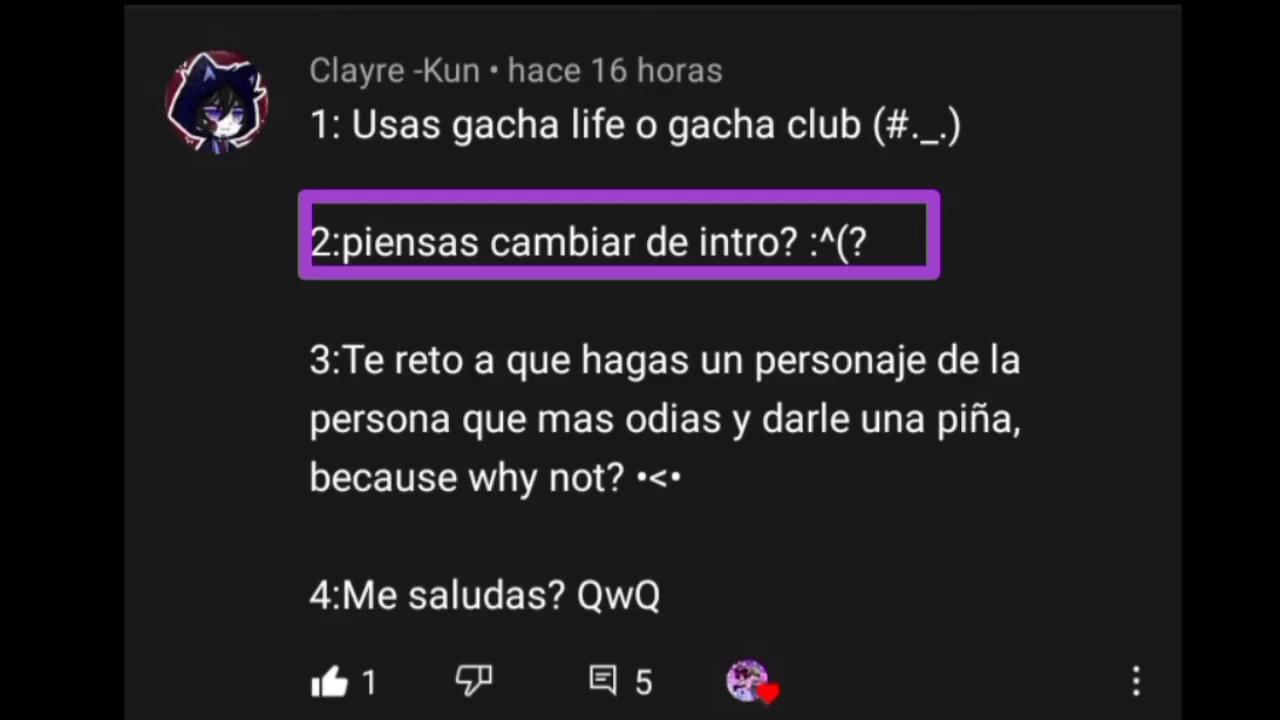 Clayre -Kun • hace 16 horas
1: Usas gacha life o gacha club (#._.)
2:piensas cambiar de intro? :^(?
3:Te reto a que hagas un personaje de la
persona que mas odias y darle una piña,
because why not? •<•
4:Me saludas? QwQ
1
5